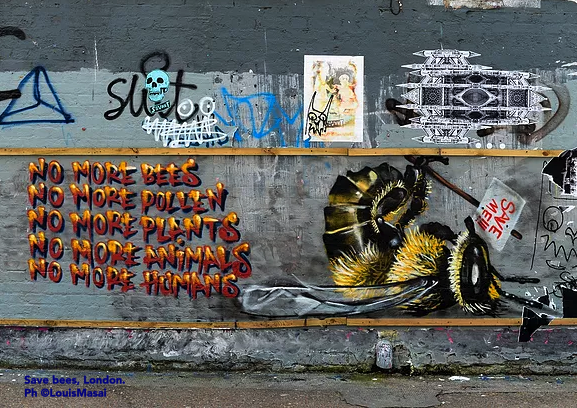 NO MORE BEES
NO MORE POLLEN
NO MORE PLANTS
NO MORE ANIMALS
NO MORE HUMANS
SAVE
ME!!!
Save bees, London.
Ph ©LouisMasai